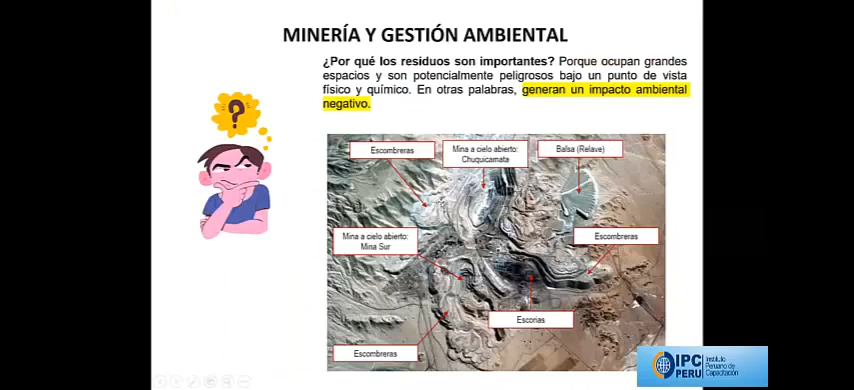 MINERÍA Y GESTIÓN AMBIENTAL
¿Por qué los residuos son importantes? Porque ocupan grandes
espacios y son potencialmente peligrosos bajo un punto de vista
físico y químico. En otras palabras, generan un impacto ambiental
negativo.
?
Escombreras
Mina a cielo abierto:
Chuquicamata
Balsa (Relave)
Mina a cielo abierto:
Mina Sur
Escombreras
Escorias
Escombreras
IPC
PERU
Instituto
Peruano de
Capacitación